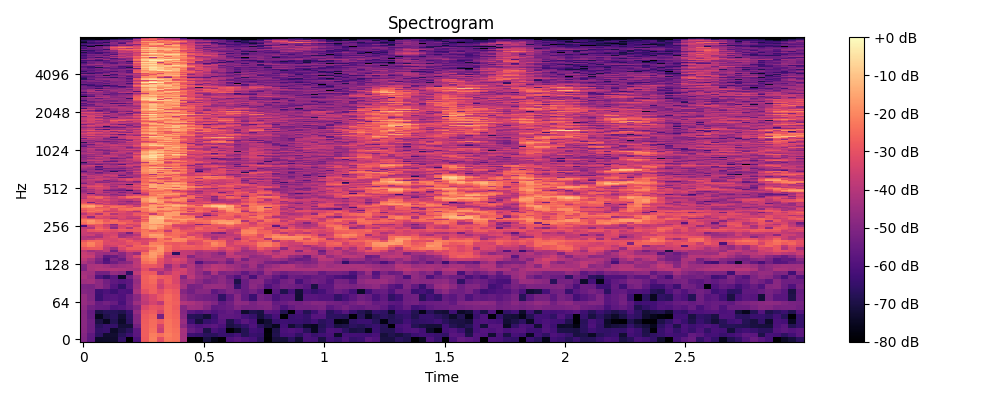 Spectrogram
Hz
4096
2048
1024
512
256
128
64
0
0
0.5
1
1.5
2
2.5
Time
+0 dB
-10 dB
-20 dB
-30 dB
-40 dB
-50 dB
-60 dB
-70 dB
-80 dB